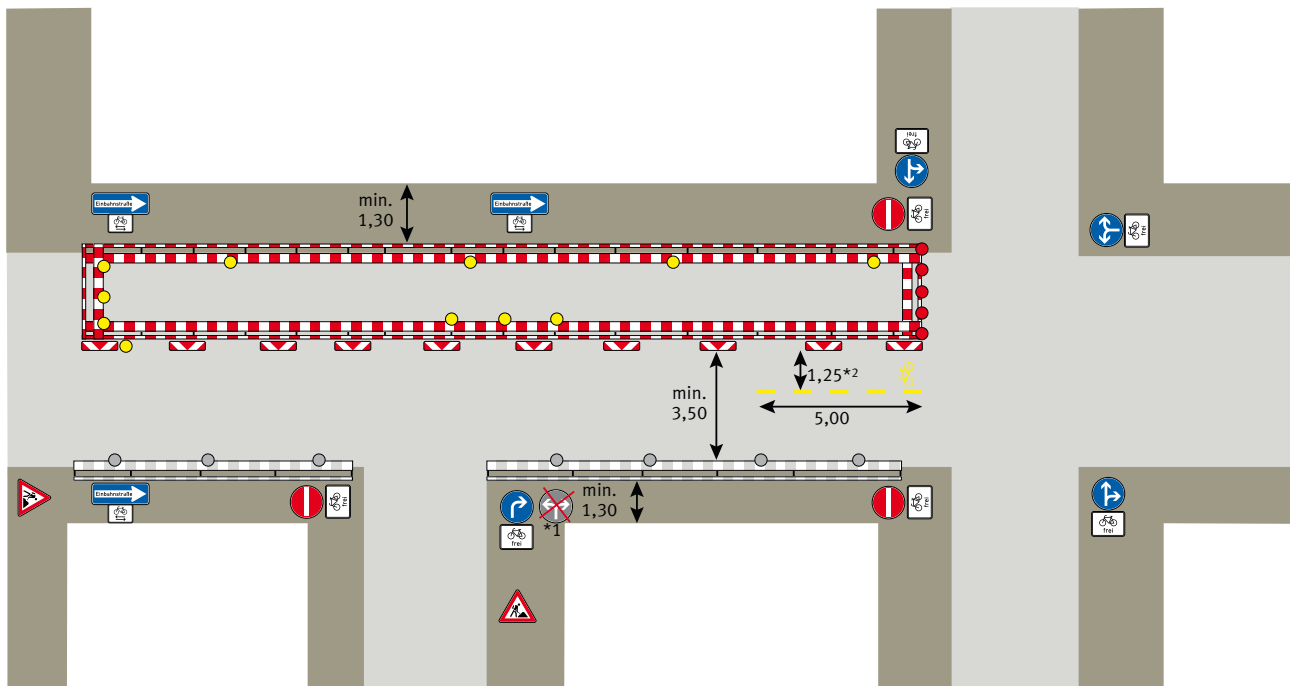 frei
Einbahnstraße
Einbahnstraße
min.
1,30
frei
frei
1,25*2
min.
3,50
5,00
Einbahnstraße
frei
min.
1,30
frei
*1
frei
frei